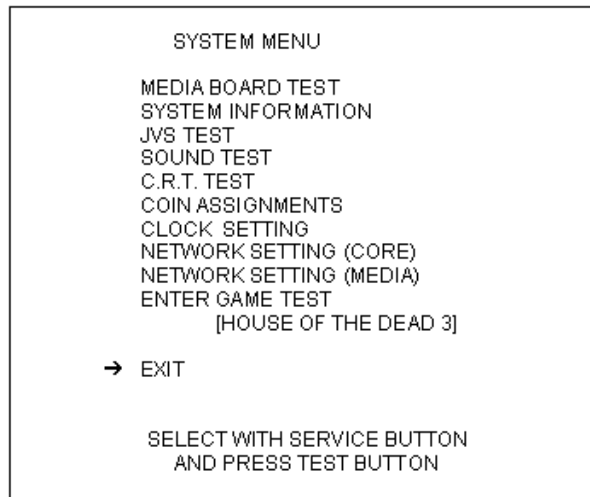 SYSTEM MENU
MEDIA BOARD TEST
SYSTEM INFORMATION
JVS TEST
SOUND TEST
C.R.T. TEST
COIN ASSIGNMENTS
CLOCK SETTING
NETWORK SETTING (CORE)
NETWORK SETTING (MEDIA)
ENTER GAME TEST
[HOUSE OF THE DEAD 3]
➔ EXIT
SELECT WITH SERVICE BUTTON
AND PRESS TEST BUTTON